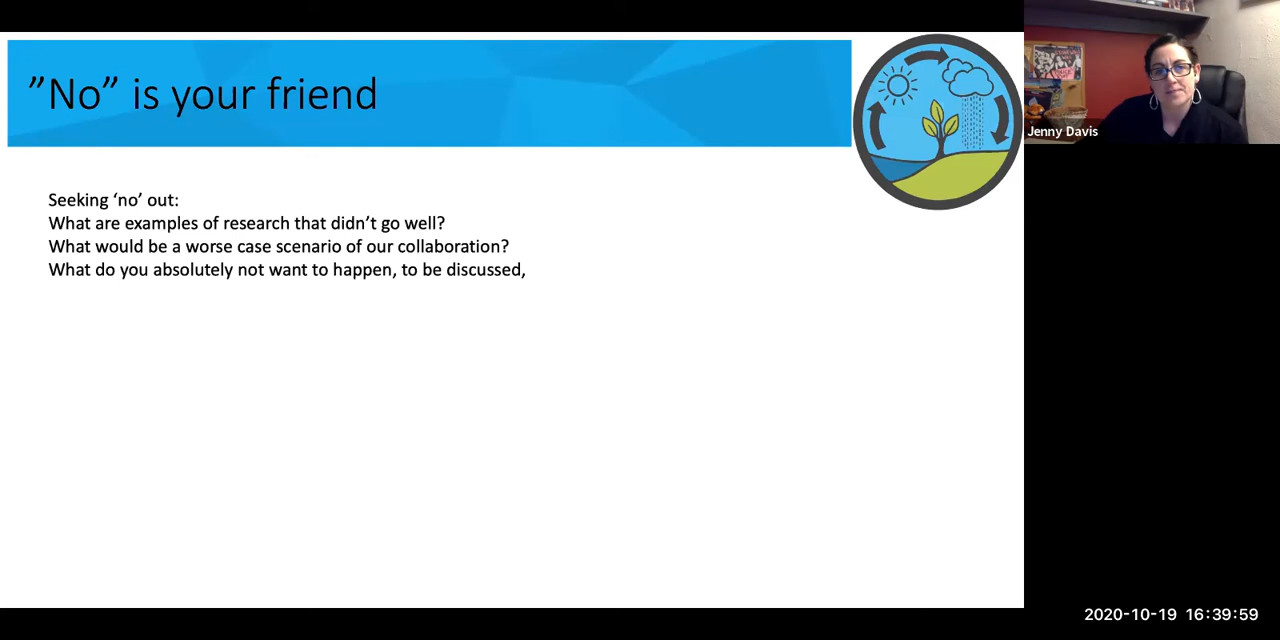 ”No” is your friend
Seeking ‘no’ out:
What are examples of research that didn’t go well?
What would be a worse case scenario of our collaboration?
What do you absolutely not want to happen, to be discussed,
Jenny Davis
2020-10-19 16:39:59